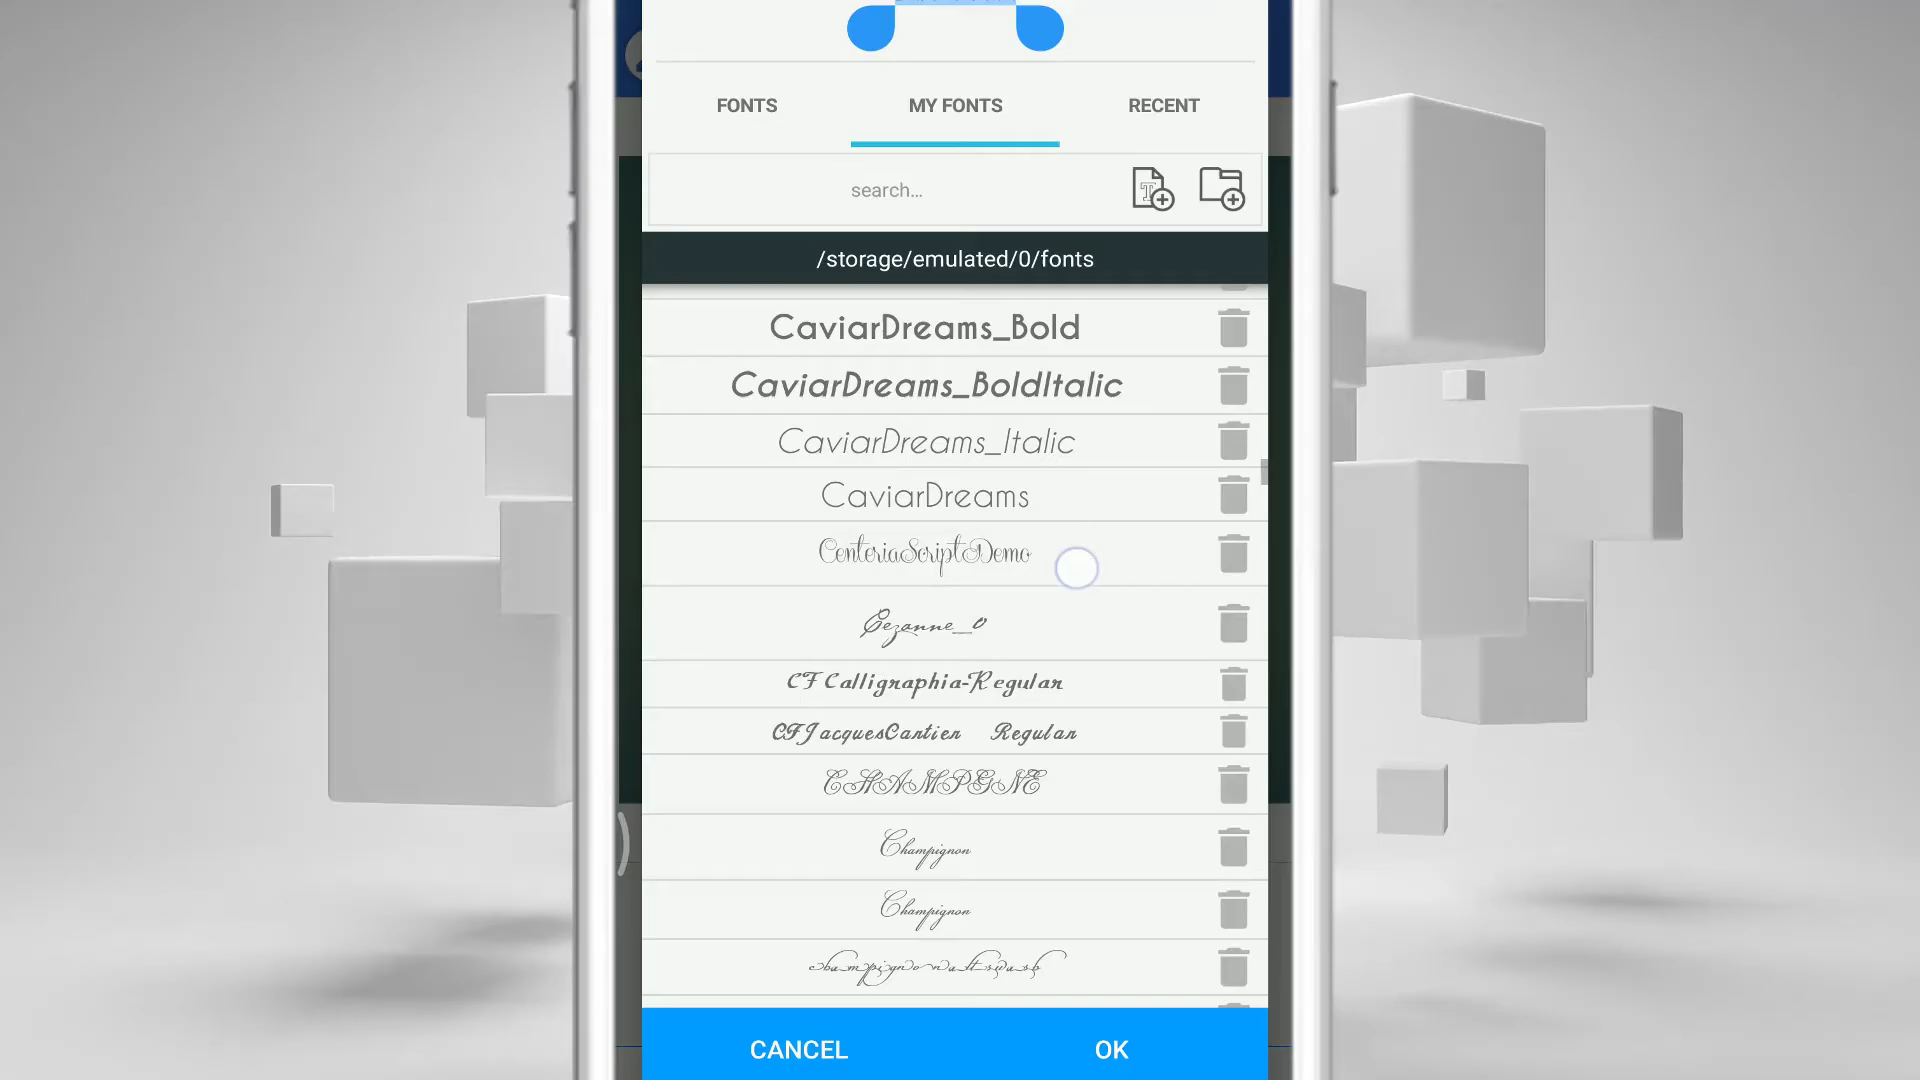 FONTS MY FONTS RECENT
search...
/storage/emulated/0/fonts
CaviarDreams_Bold
CaviarDreams_BoldItalic
CaviarDreams_Italic
CaviarDreams
CenteriaScriptDemo
Cezanne_0
CF Calligraphia-Regular
CFJacquesCartier Regular
CHAMPGNE
Champignon
Champignon
champignonaltswash
CANCEL OK